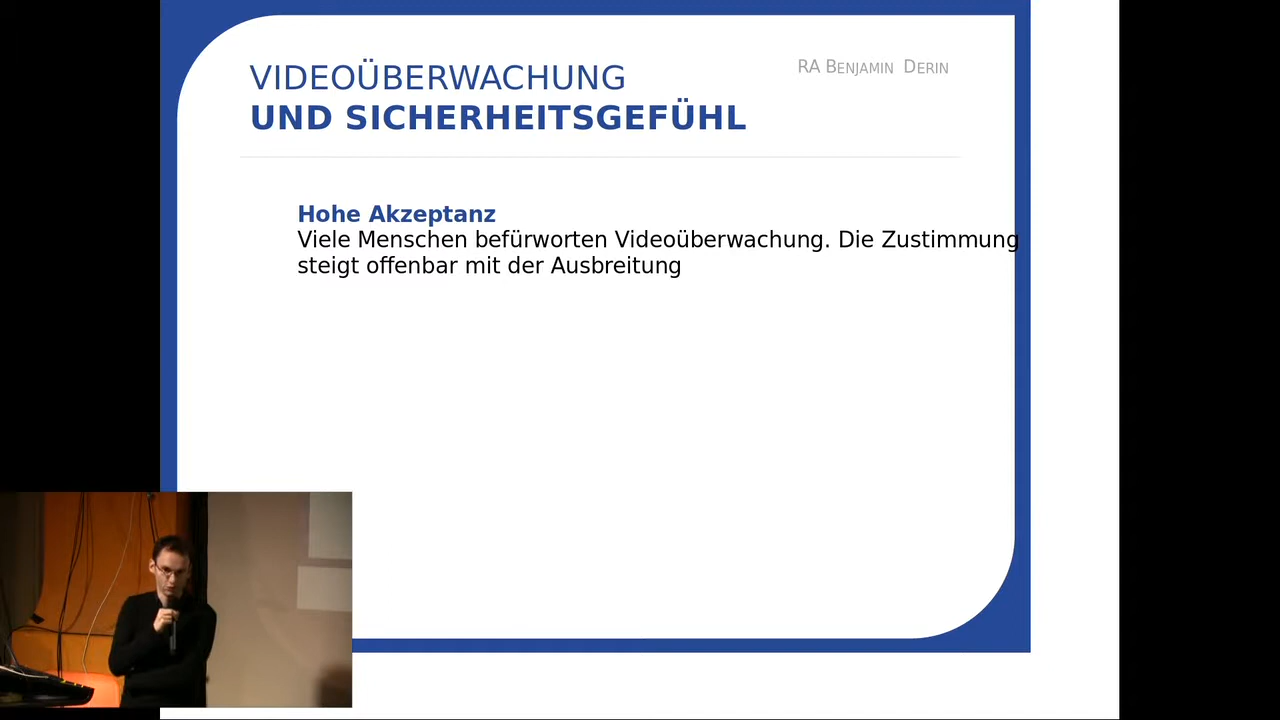 VIDEOÜBERWACHUNG
UND SICHERHEITSGEFÜHL
RA BENJAMIN DERIN
Hohe Akzeptanz
Viele Menschen befürworten Videoüberwachung. Die Zustimmung
steigt offenbar mit der Ausbreitung